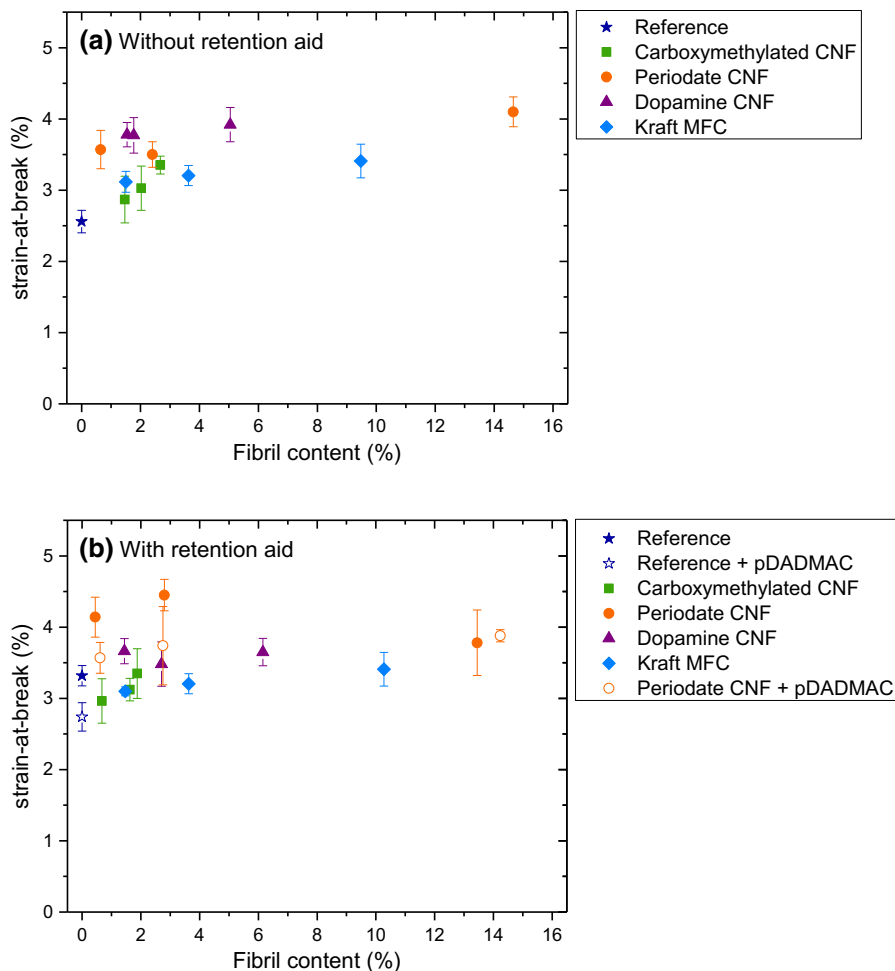 (a) Without retention aid
Reference
Carboxymethylated CNF
Periodate CNF
Dopamine CNF
Kraft MFC
strain-at-break (%)
5
4
3
2
1
0
0 2 4 6 8 10 12 14 16
Fibril content (%)
(b) With retention aid
Reference
Reference + pDADMAC
Carboxymethylated CNF
Periodate CNF
Dopamine CNF
Kraft MFC
Periodate CNF + pDADMAC
strain-at-break (%)
5
4
3
2
1
0
0 2 4 6 8 10 12 14 16
Fibril content (%)